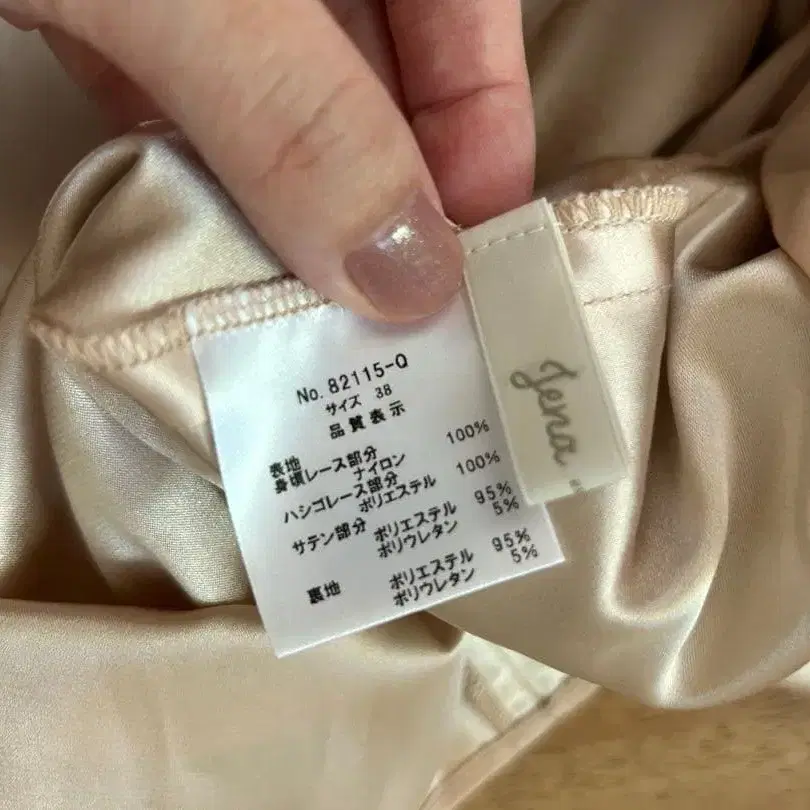 No. 82115-Q
サイズ 38
品質表示
表地
身頃レース部分
ナイロン 100%
ハシゴレース部分
ポリエステル 100%
サテン部分 ポリエステル 95%
ポリウレタン 5%
裏地 ポリエステル 95%
ポリウレタン 5%
Jena